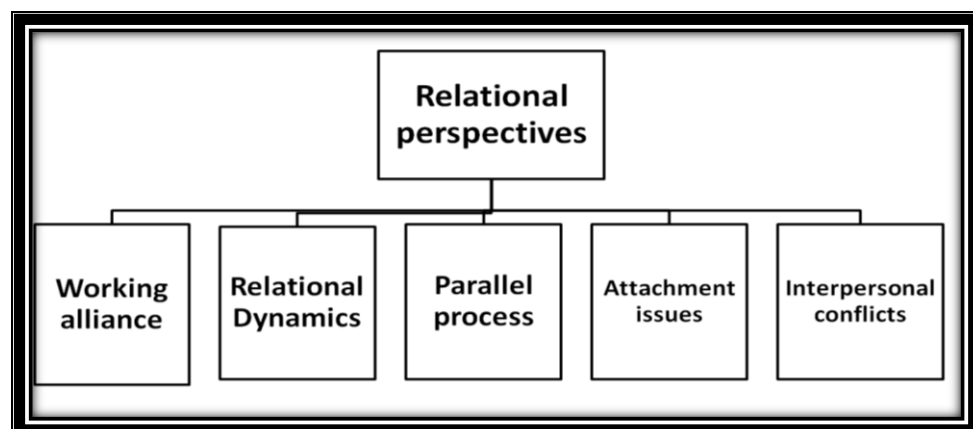 Relational
perspectives
Working
alliance
Relational
Dynamics
Parallel
process
Attachment
issues
Interpersonal
conflicts